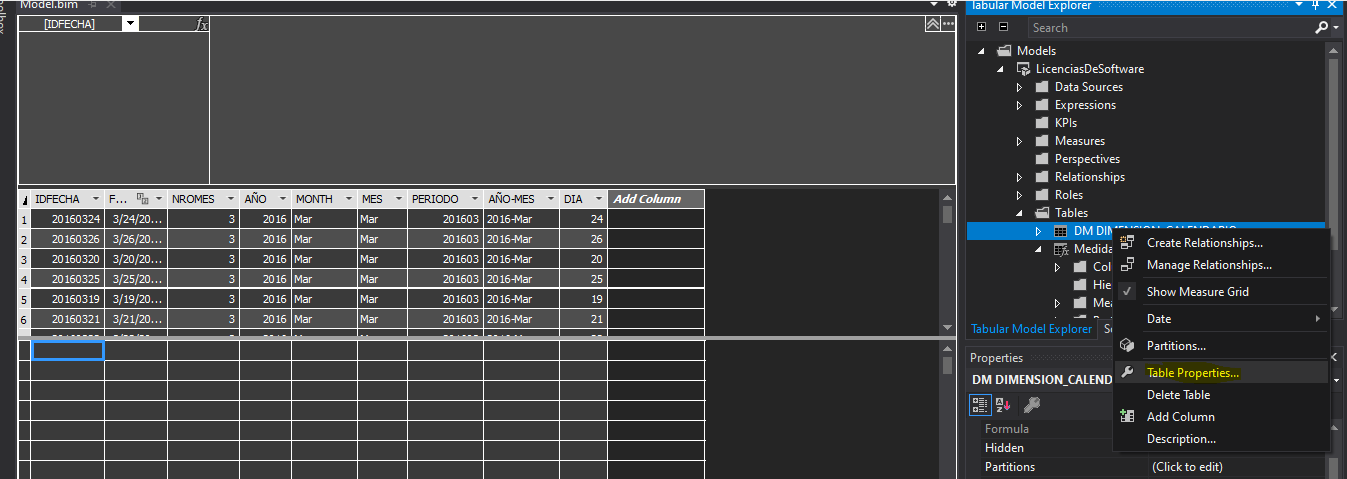 Model.bim
Tabular Model Explorer
[IDFECHA]
fx
Search
Models
LicenciasDeSoftware
Data Sources
Expressions
KPIs
Measures
Perspectives
Relationships
Roles
Tables
IDFECHA F... NROMES AÑO MONTH MES PERIODO AÑO-MES DIA Add Column
1 20160324 3/24/20... 3 2016 Mar Mar 201603 2016-Mar 24
2 20160326 3/26/20... 3 2016 Mar Mar 201603 2016-Mar 26
3 20160320 3/20/20... 3 2016 Mar Mar 201603 2016-Mar 20
4 20160325 3/25/20... 3 2016 Mar Mar 201603 2016-Mar 25
5 20160319 3/19/20... 3 2016 Mar Mar 201603 2016-Mar 19
6 20160321 3/21/20... 3 2016 Mar Mar 201603 2016-Mar 21
DM DIMENSION_CALENDARIO
Medida
Col
Hie
Mea
Create Relationships...
Manage Relationships...
Show Measure Grid
Date
Partitions...
Table Properties...
Delete Table
Add Column
Description...
Tabular Model Explorer
Properties
DM DIMENSION_CALEND
Formula
Hidden
Partitions (Click to edit)